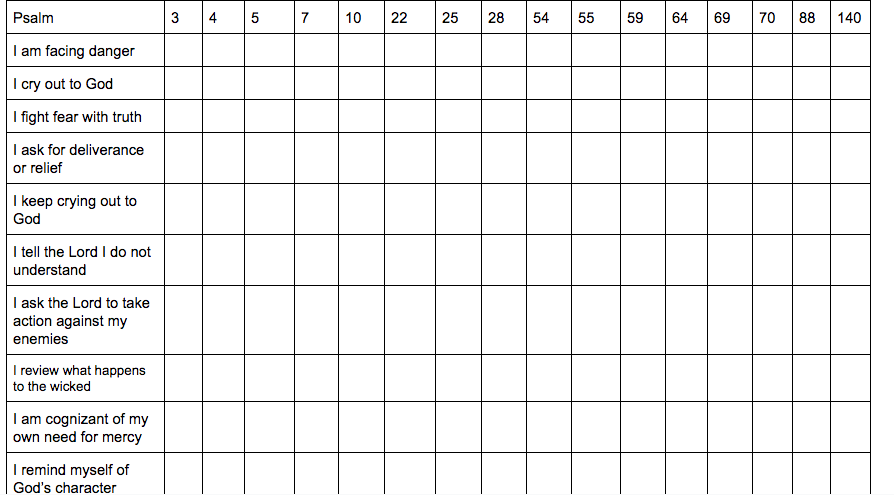 Psalm 3 4 5 7 10 22 25 28 54 55 59 64 69 70 88 140
I am facing danger
I cry out to God
I fight fear with truth
I ask for deliverance
or relief
I keep crying out to
God
I tell the Lord I do not
understand
I ask the Lord to take
action against my
enemies
I review what happens
to the wicked
I am cognizant of my
own need for mercy
I remind myself of
God's character